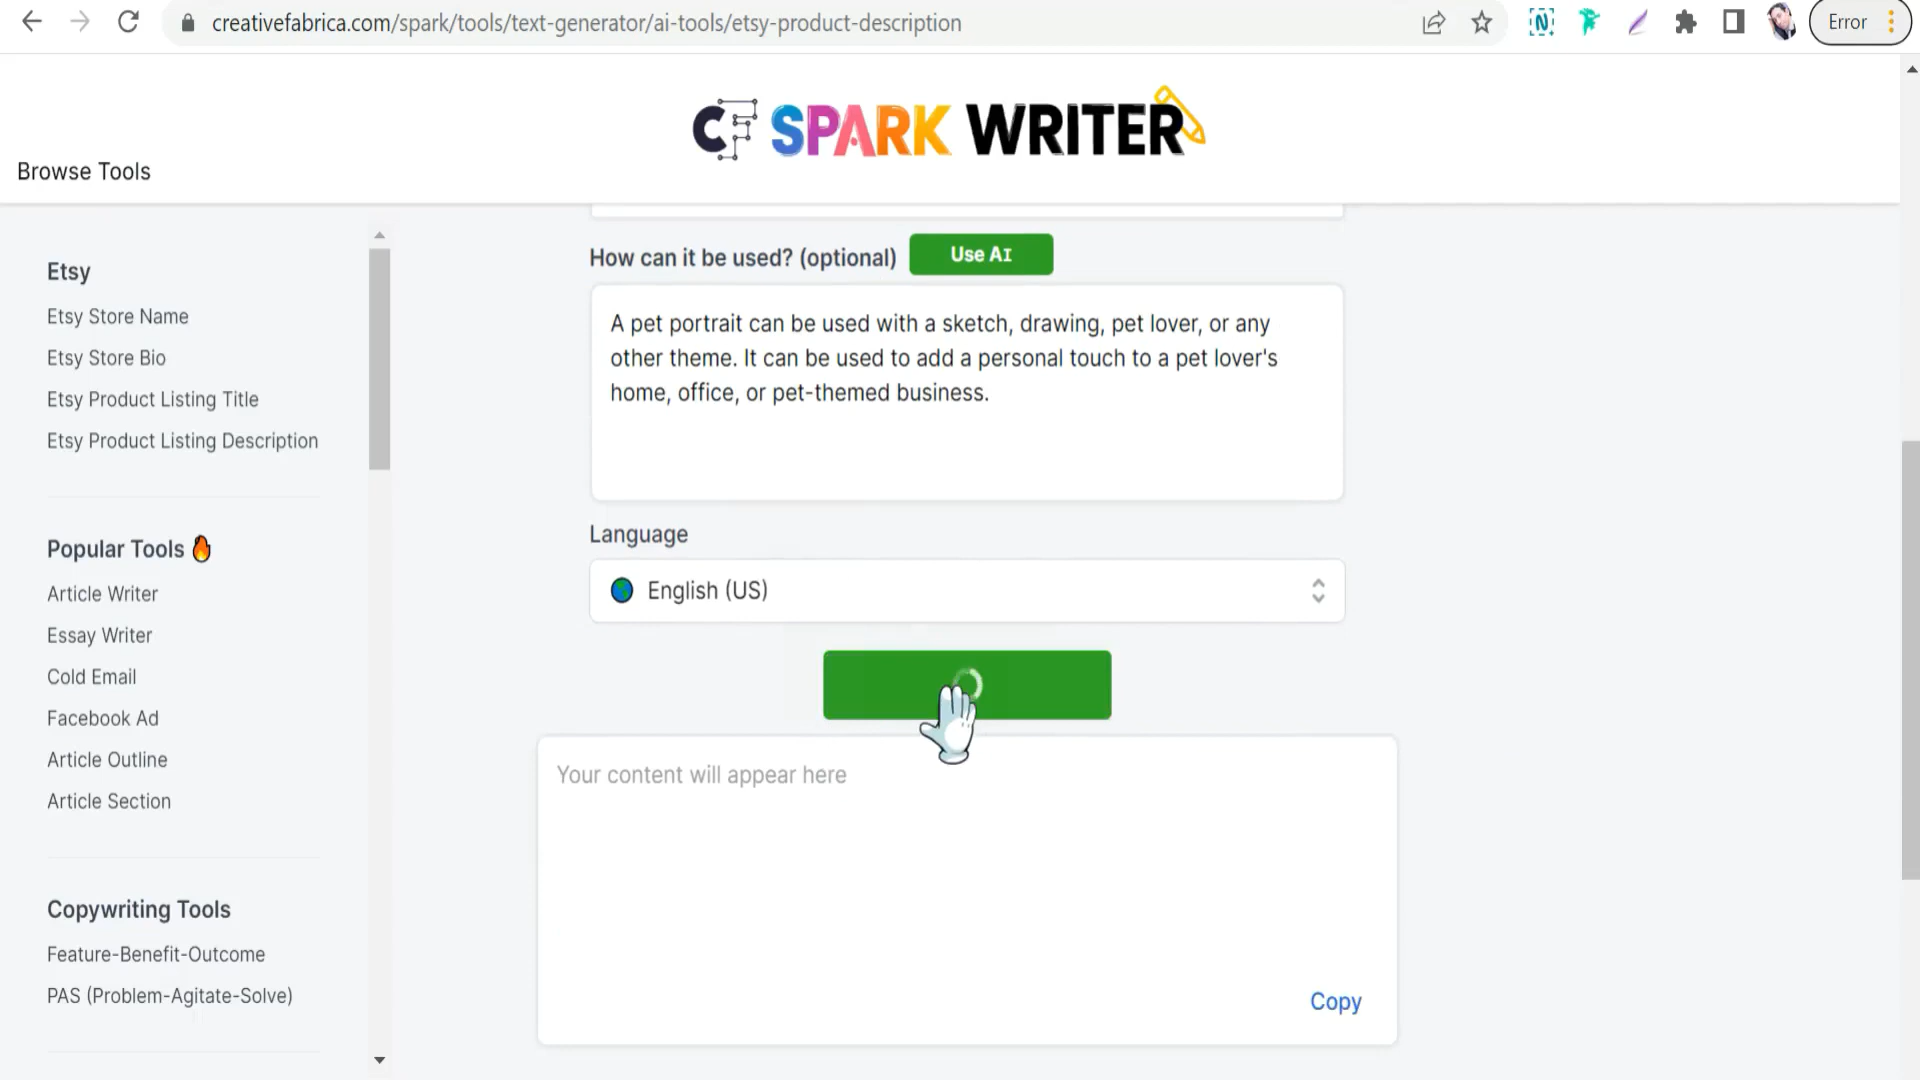 creativefabrica.com/spark/tools/text-generator/ai-tools/etsy-product-description
Error
CF SPARK WRITER
Browse Tools
Etsy
Etsy Store Name
Etsy Store Bio
Etsy Product Listing Title
Etsy Product Listing Description
Popular Tools
Article Writer
Essay Writer
Cold Email
Facebook Ad
Article Outline
Article Section
Copywriting Tools
Feature-Benefit-Outcome
PAS (Problem-Agitate-Solve)
How can it be used? (optional)
Use AI
A pet portrait can be used with a sketch, drawing, pet lover, or any
other theme. It can be used to add a personal touch to a pet lover's
home, office, or pet-themed business.
Language
English (US)
Your content will appear here
Copy